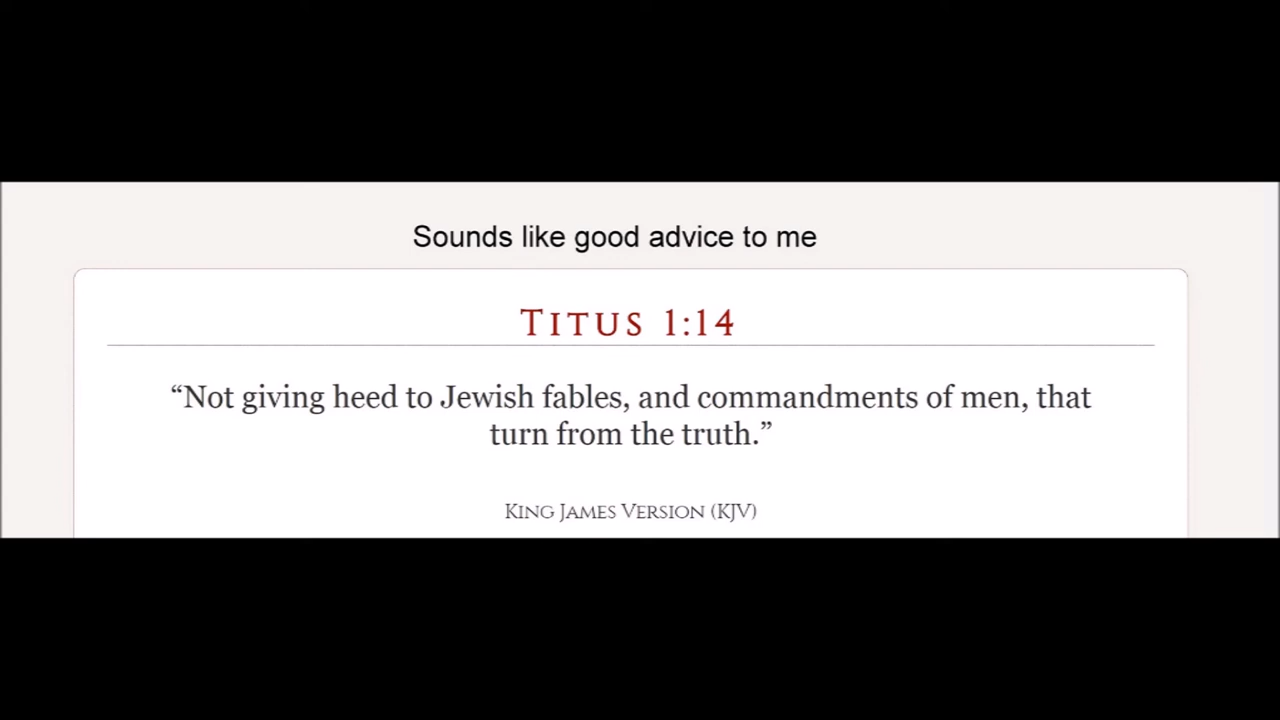 Sounds like good advice to me
Titus 1:14
“Not giving heed to Jewish fables, and commandments of men, that
turn from the truth.”
King James Version (KJV)